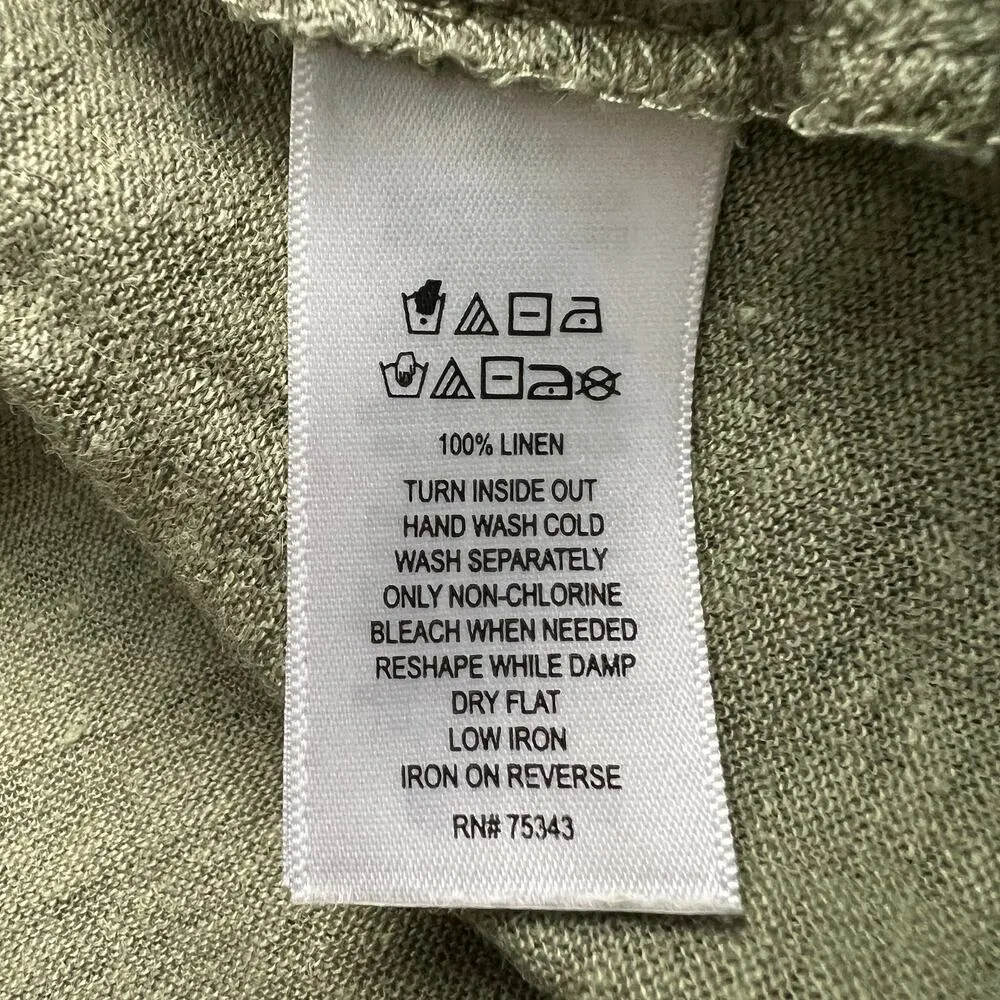 100% LINEN
TURN INSIDE OUT
HAND WASH COLD
WASH SEPARATELY
ONLY NON-CHLORINE
BLEACH WHEN NEEDED
RESHAPE WHILE DAMP
DRY FLAT
LOW IRON
IRON ON REVERSE
RN# 75343